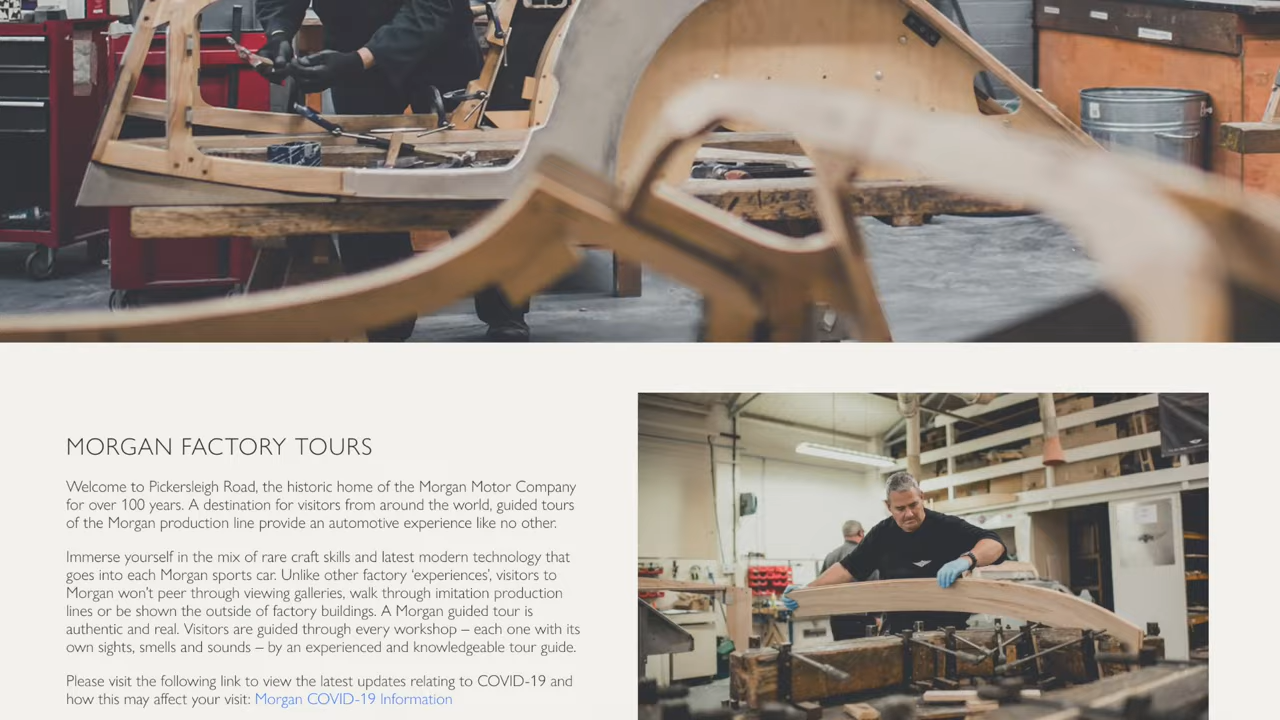 MORGAN FACTORY TOURS
Welcome to Pickersleigh Road, the historic home of the Morgan Motor Company
for over 100 years. A destination for visitors from around the world, guided tours
of the Morgan production line provide an automotive experience like no other.
Immerse yourself in the mix of rare craft skills and latest modern technology that
goes into each Morgan sports car. Unlike other factory ‘experiences’, visitors to
Morgan won’t peer through viewing galleries, walk through imitation production
lines or be shown the outside of factory buildings. A Morgan guided tour is
authentic and real. Visitors are guided through every workshop – each one with its
own sights, smells and sounds – by an experienced and knowledgeable tour guide.
Please visit the following link to view the latest updates relating to COVID-19 and
how this may affect your visit: Morgan COVID-19 Information